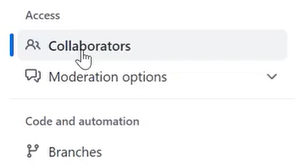 Access
Collaborators
Moderation options
Code and automation
Branches